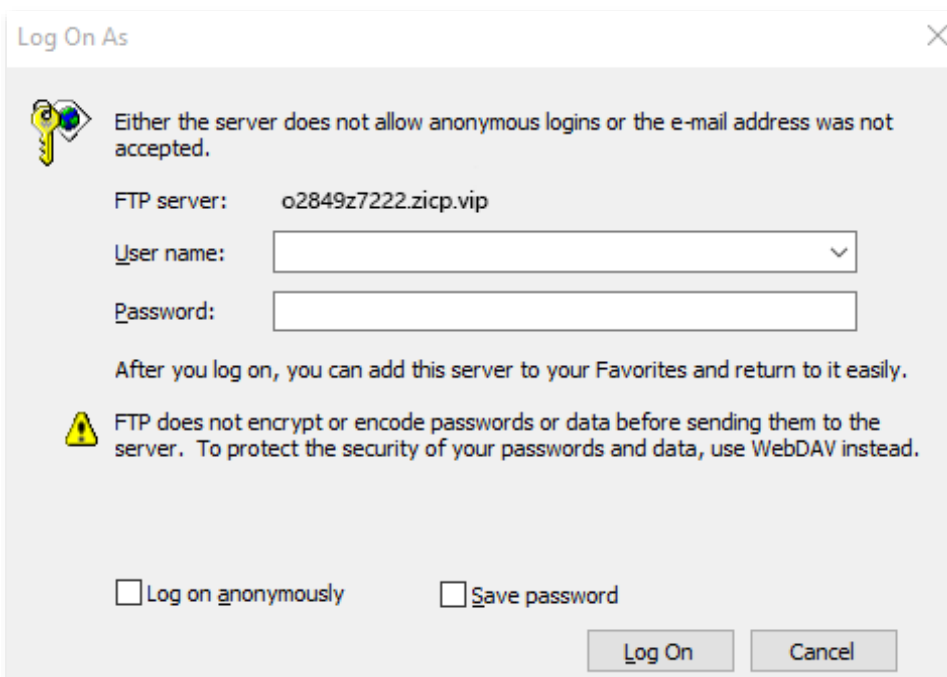 Log On As
Either the server does not allow anonymous logins or the e-mail address was not
accepted.
FTP server: o2849z7222.zicp.vip
User name:
Password:
After you log on, you can add this server to your Favorites and return to it easily.
FTP does not encrypt or encode passwords or data before sending them to the
server. To protect the security of your passwords and data, use WebDAV instead.
Log on anonymously Save password
Log On Cancel